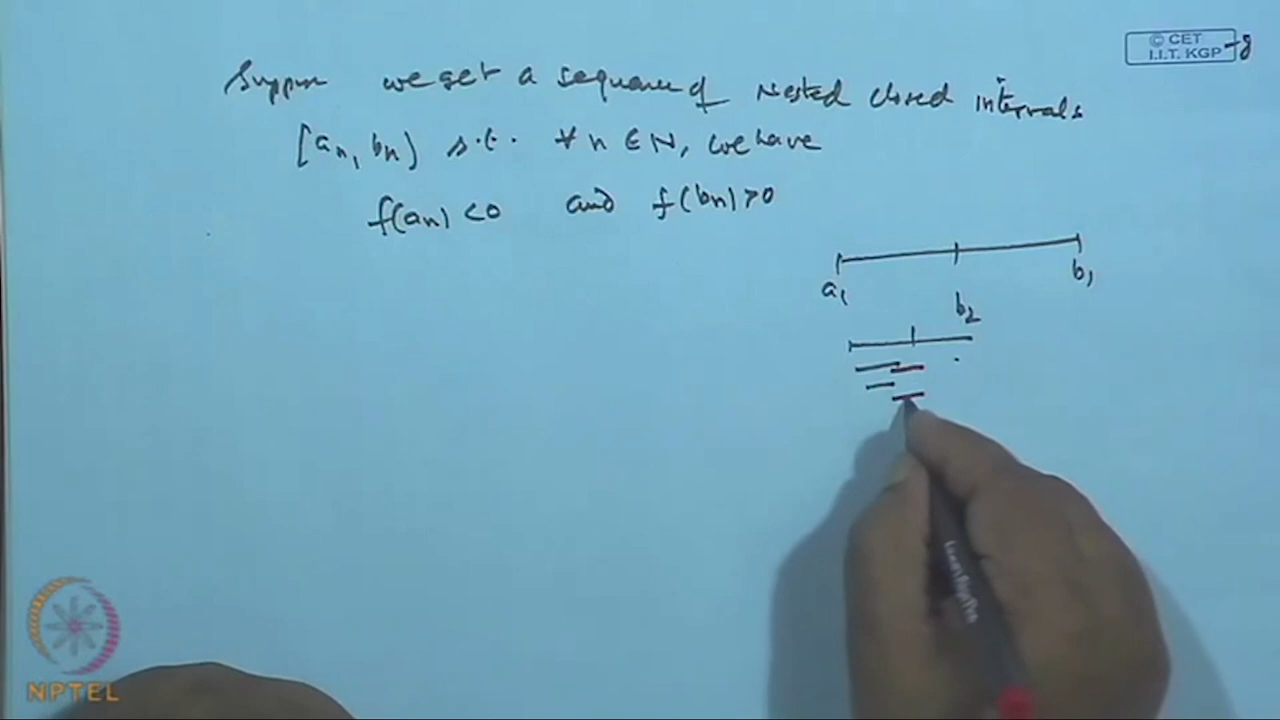 © CET
I.I.T. KGP
-8
Suppose we get a sequence of Nested closed intervals
[an, bn] s.t. ∀ n ∈ N, we have
f(an) < 0 and f(bn) > 0
a1 b1
b2
NPTEL